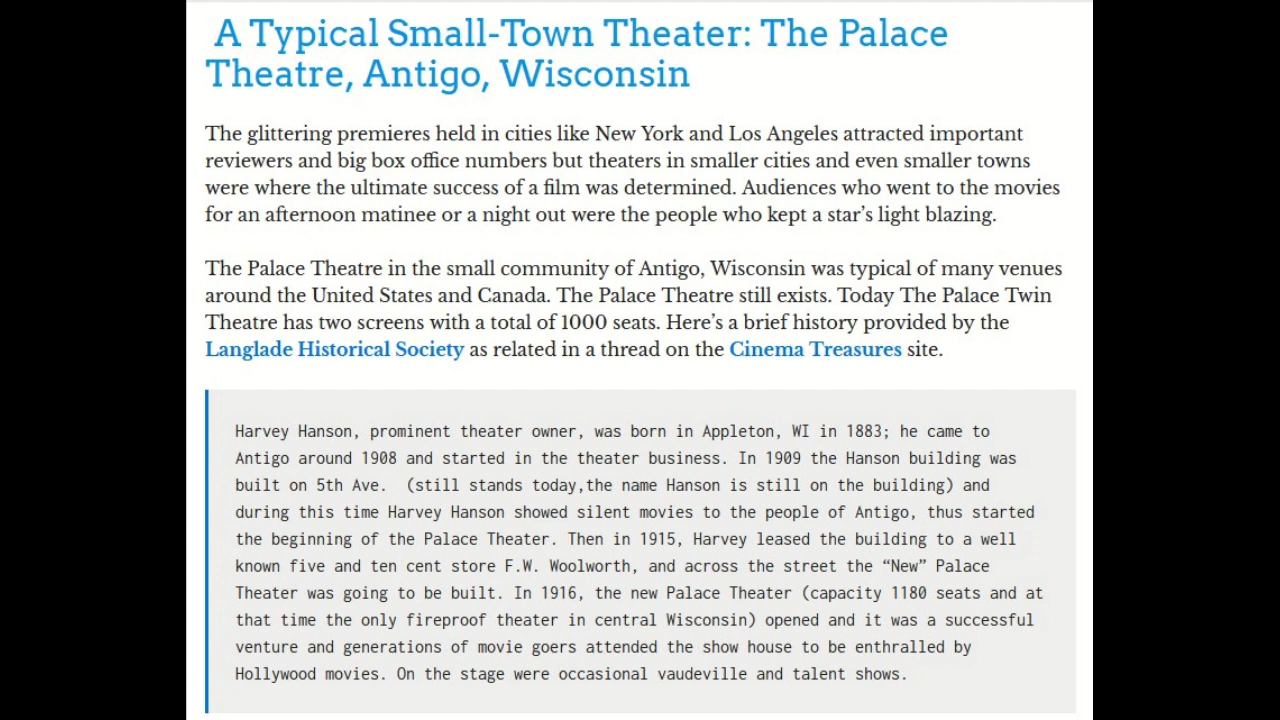 A Typical Small-Town Theater: The Palace
Theatre, Antigo, Wisconsin
The glittering premieres held in cities like New York and Los Angeles attracted important
reviewers and big box office numbers but theaters in smaller cities and even smaller towns
were where the ultimate success of a film was determined. Audiences who went to the movies
for an afternoon matinee or a night out were the people who kept a star’s light blazing.
The Palace Theatre in the small community of Antigo, Wisconsin was typical of many venues
around the United States and Canada. The Palace Theatre still exists. Today The Palace Twin
Theatre has two screens with a total of 1000 seats. Here’s a brief history provided by the
Langlade Historical Society as related in a thread on the Cinema Treasures site.
Harvey Hanson, prominent theater owner, was born in Appleton, WI in 1883; he came to
Antigo around 1908 and started in the theater business. In 1909 the Hanson building was
built on 5th Ave.  (still stands today,the name Hanson is still on the building) and
during this time Harvey Hanson showed silent movies to the people of Antigo, thus started
the beginning of the Palace Theater. Then in 1915, Harvey leased the building to a well
known five and ten cent store F.W. Woolworth, and across the street the “New” Palace
Theater was going to be built. In 1916, the new Palace Theater (capacity 1180 seats and at
that time the only fireproof theater in central Wisconsin) opened and it was a successful
venture and generations of movie goers attended the show house to be enthralled by
Hollywood movies. On the stage were occasional vaudeville and talent shows.